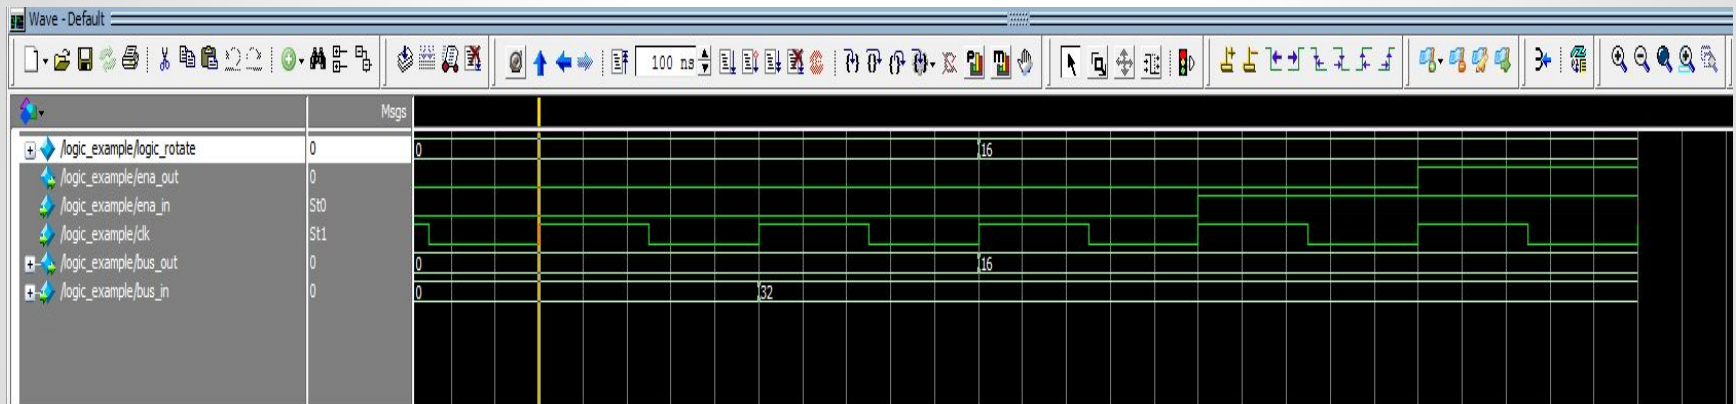 Wave - Default
100 ns
Msgs
/logic_example/logic_rotate 0 0 16
/logic_example/ena_out 0
/logic_example/ena_in St0
/logic_example/clk St1
/logic_example/bus_out 0 0 16
/logic_example/bus_in 0 0 32